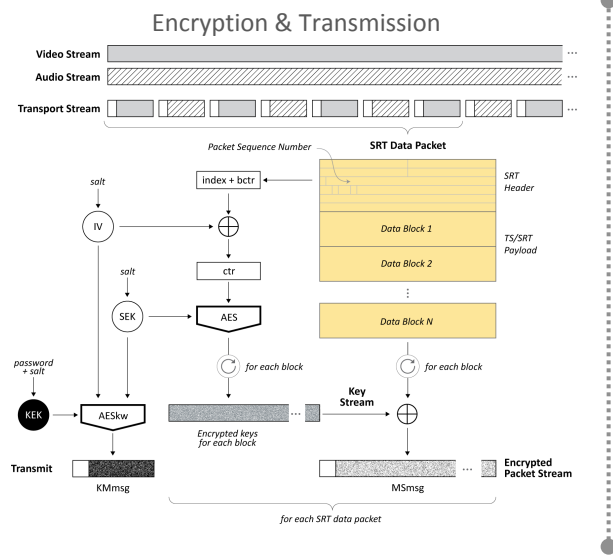 Encryption & Transmission
Video Stream
...
Audio Stream
...
Transport Stream
...
Packet Sequence Number
SRT Data Packet
salt
index + bctr
SRT
Header
IV
Data Block 1
TS/SRT
Payload
salt
ctr
Data Block 2
SEK
AES
Data Block N
password
+ salt
for each block
for each block
Key
Stream
KEK
AESkw
...
Encrypted keys
for each block
Transmit
...
Encrypted
Packet Stream
KMmsg
MSmsg
for each SRT data packet